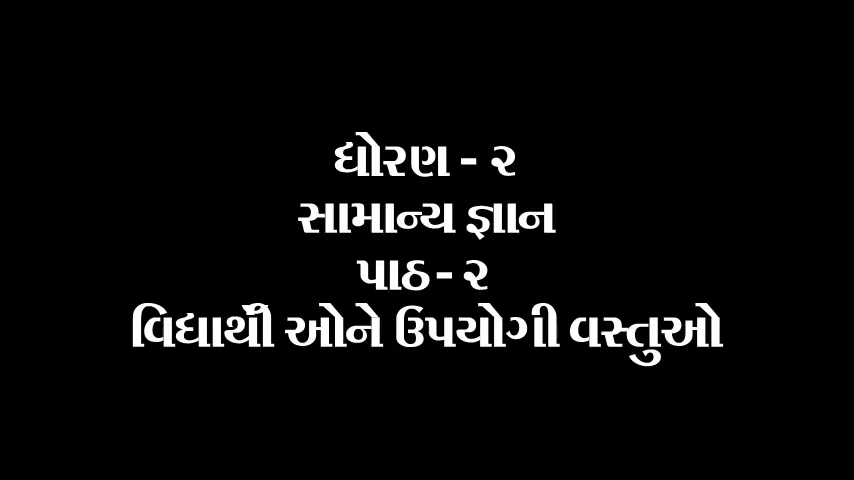 ધોરણ - ૨
સામાન્ય જ્ઞાન
પાઠ - ૨
વિદ્યાર્થી ઓને ઉપયોગી વસ્તુઓ